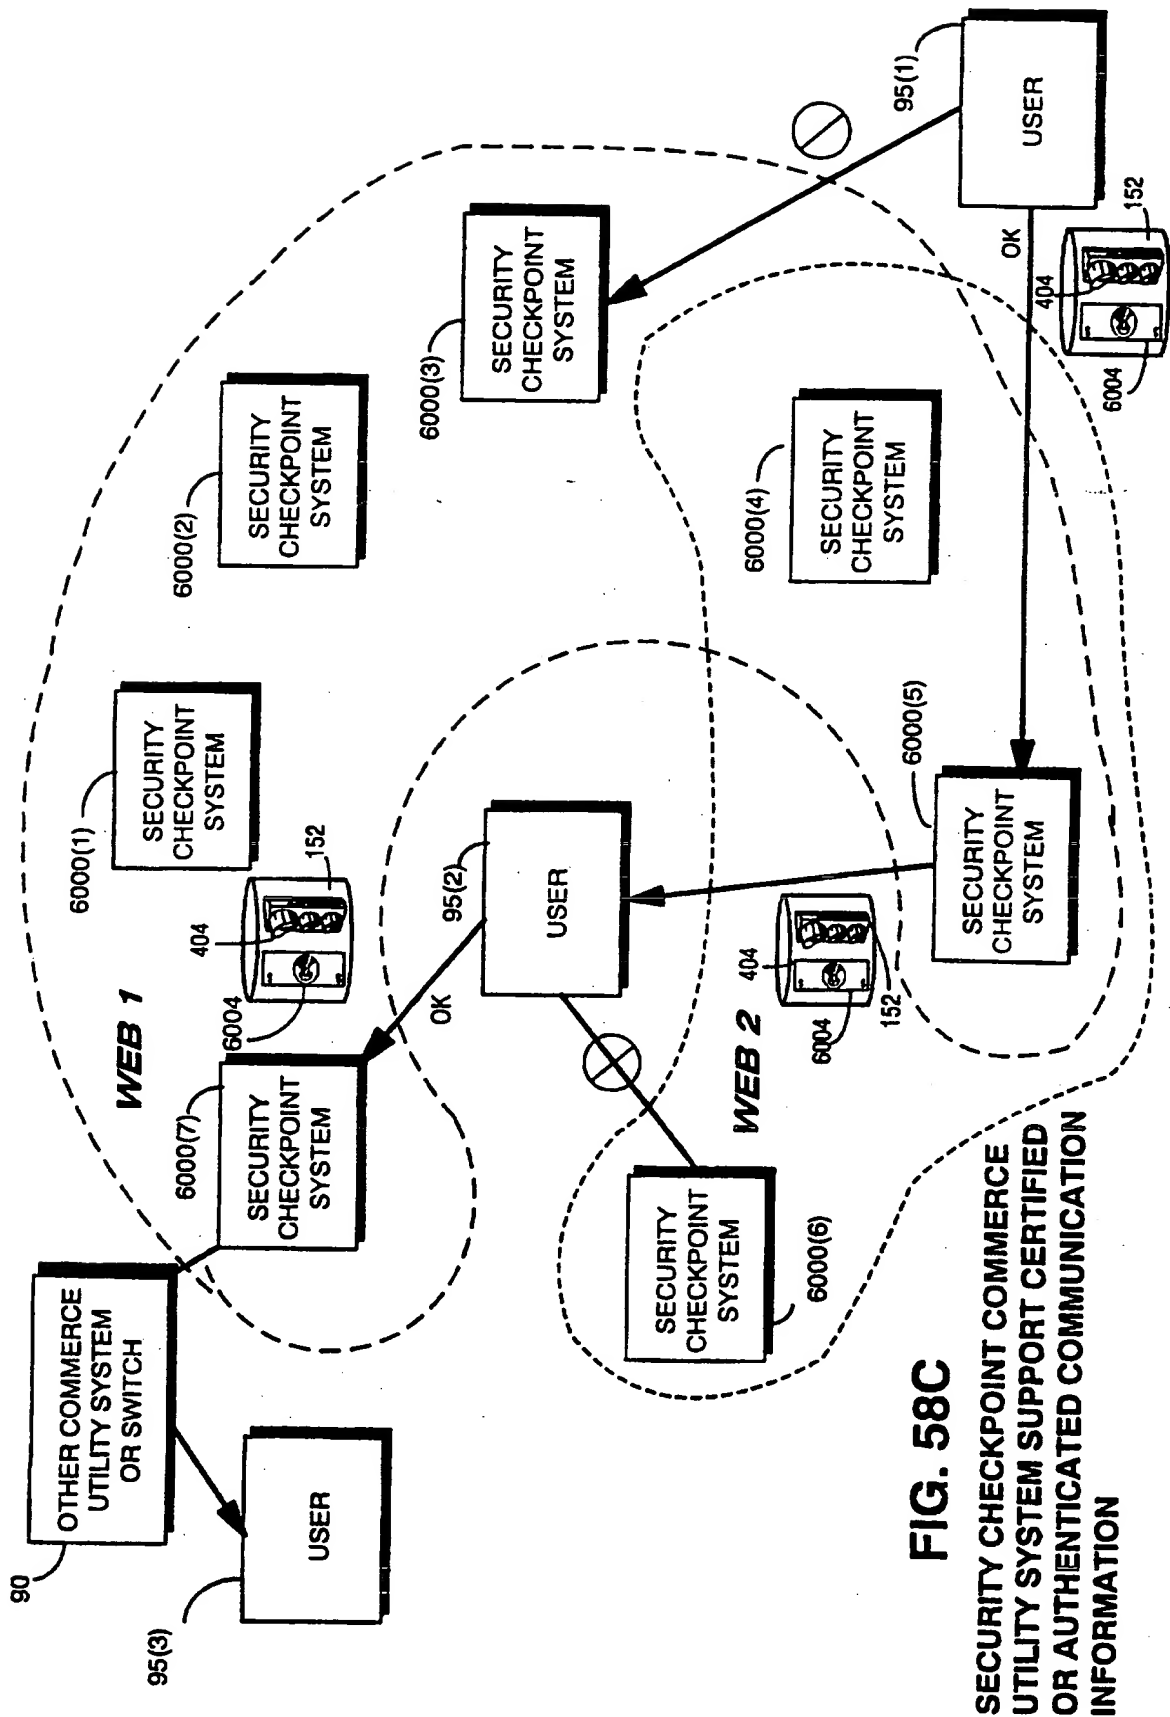 90
OTHER COMMERCE
UTILITY SYSTEM
OR SWITCH
95(3)
USER
WEB 1
6000(1)
SECURITY
CHECKPOINT
SYSTEM
6000(2)
SECURITY
CHECKPOINT
SYSTEM
6000(7)
SECURITY
CHECKPOINT
SYSTEM
6004
404
152
OK
6000(3)
SECURITY
CHECKPOINT
SYSTEM
95(2)
USER
SECURITY
CHECKPOINT
SYSTEM
6000(6)
WEB 2
404
6004
152
6000(4)
SECURITY
CHECKPOINT
SYSTEM
6000(5)
SECURITY
CHECKPOINT
SYSTEM
95(1)
USER
OK
404
152
6004
FIG. 58C
SECURITY CHECKPOINT COMMERCE
UTILITY SYSTEM SUPPORT CERTIFIED
OR AUTHENTICATED COMMUNICATION
INFORMATION